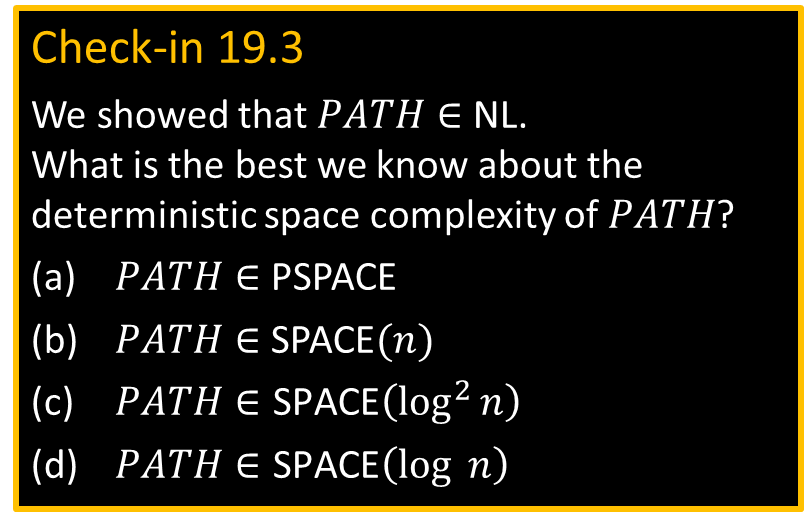 Check-in 19.3
We showed that 𝑃𝐴𝑇𝐻 ∈ NL.
What is the best we know about the
deterministic space complexity of 𝑃𝐴𝑇𝐻?
(a) 𝑃𝐴𝑇𝐻 ∈ PSPACE
(b) 𝑃𝐴𝑇𝐻 ∈ SPACE(𝑛)
(c) 𝑃𝐴𝑇𝐻 ∈ SPACE(log² 𝑛)
(d) 𝑃𝐴𝑇𝐻 ∈ SPACE(log 𝑛)